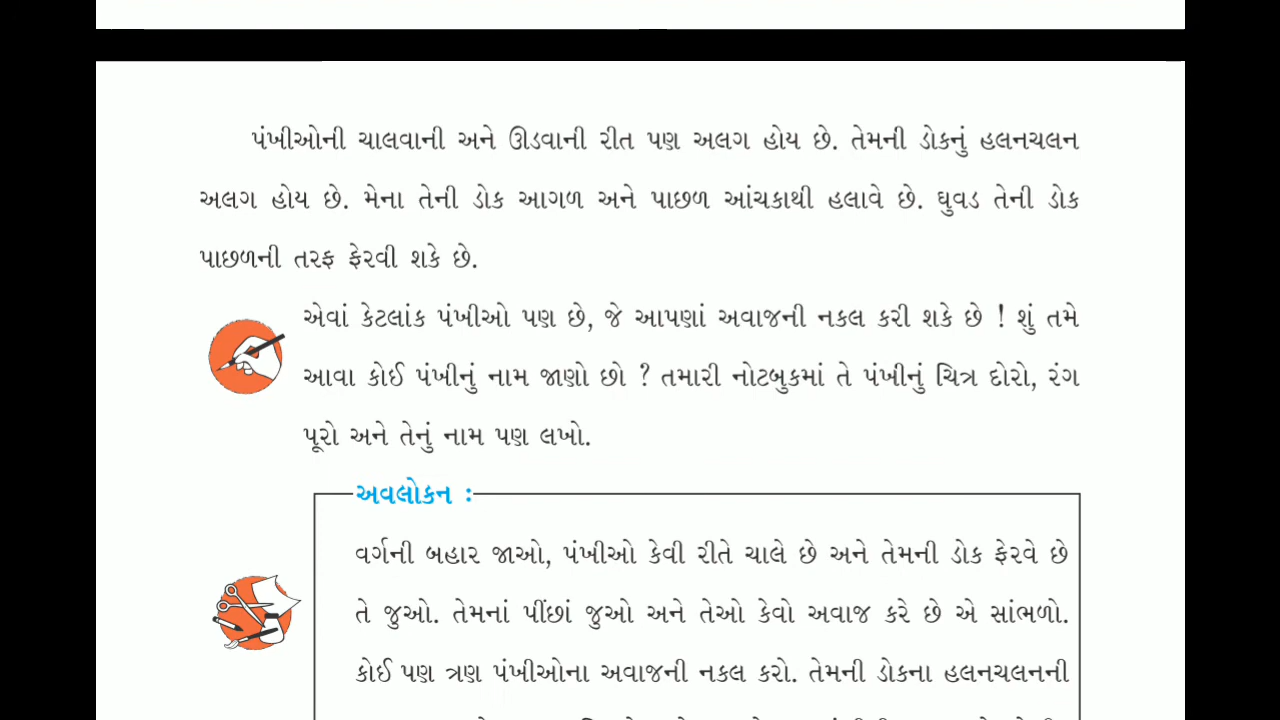 પંખીઓની ચાલવાની અને ઊડવાની રીત પણ અલગ હોય છે. તેમની ડોકનું હલનચલન
અલગ હોય છે. મેના તેની ડોક આગળ અને પાછળ આંચકાથી હલાવે છે. ઘુવડ તેની ડોક
પાછળની તરફ ફેરવી શકે છે.
એવાં કેટલાંક પંખીઓ પણ છે, જે આપણાં અવાજની નકલ કરી શકે છે ! શું તમે
આવા કોઈ પંખીનું નામ જાણો છો ? તમારી નોટબુકમાં તે પંખીનું ચિત્ર દોરો, રંગ
પૂરો અને તેનું નામ પણ લખો.
અવલોકન :
વર્ગની બહાર જાઓ, પંખીઓ કેવી રીતે ચાલે છે અને તેમની ડોક ફેરવે છે
તે જુઓ. તેમનાં પીંછાં જુઓ અને તેઓ કેવો અવાજ કરે છે એ સાંભળો.
કોઈ પણ ત્રણ પંખીઓના અવાજની નકલ કરો. તેમની ડોકના હલનચલનની